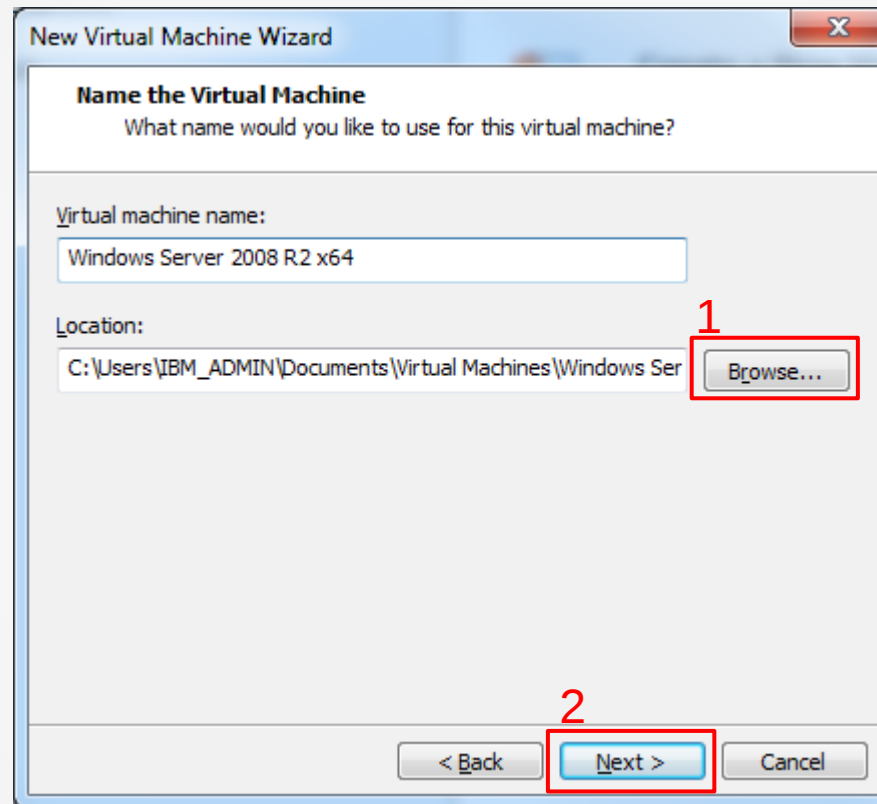 New Virtual Machine Wizard
Name the Virtual Machine
What name would you like to use for this virtual machine?
Virtual machine name:
Windows Server 2008 R2 x64
Location:
1
C:\Users\IBM_ADMIN\Documents\Virtual Machines\Windows Ser
Browse...
2
< Back Next > Cancel